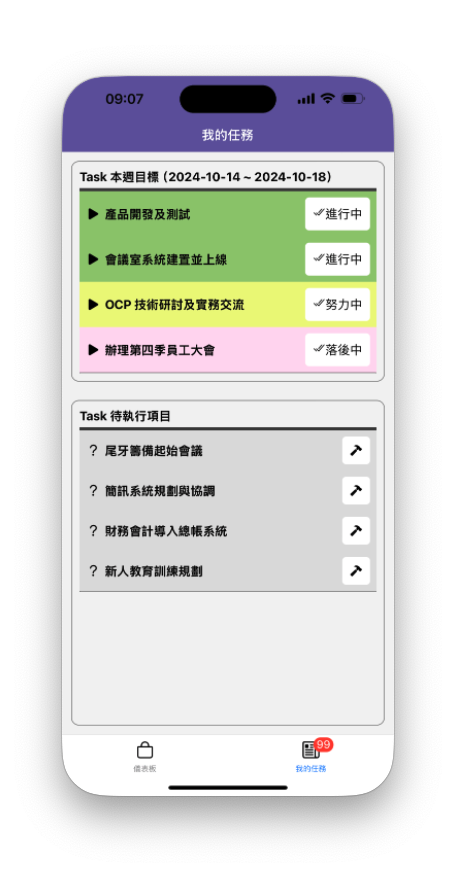 09:07
我的任務
Task 本週目標 (2024-10-14 ~ 2024-10-18)
產品開發及測試 進行中
會議室系統建置並上線 進行中
OCP 技術研討及實務交流 努力中
辦理第四季員工大會 落後中
Task 待執行項目
? 尾牙籌備起始會議
? 簡訊系統規劃與協調
? 財務會計導入總帳系統
? 新人教育訓練規劃
99
儀表板 我的任務